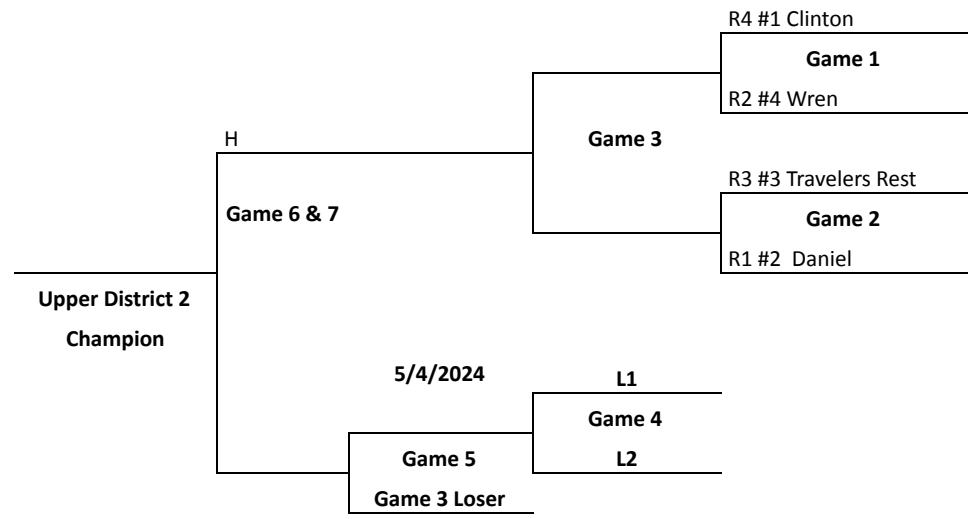 R4 #1 Clinton
Game 1
R2 #4 Wren
H
Game 3
R3 #3 Travelers Rest
Game 6 & 7
Game 2
R1 #2  Daniel
Upper District 2
Champion
5/4/2024
L1
Game 4
Game 5
L2
Game 3 Loser